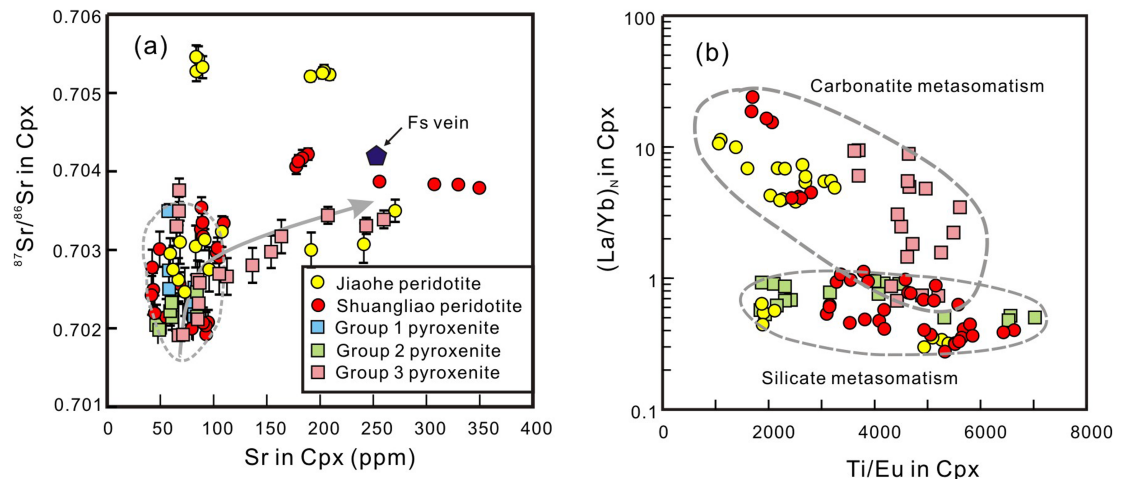 (a)
0.706
0.705
0.704
0.703
0.702
0.701
87Sr/86Sr in Cpx
0 50 100 150 200 250 300 350 400
Sr in Cpx (ppm)
Fs vein
Jiaohe peridotite
Shuangliao peridotite
Group 1 pyroxenite
Group 2 pyroxenite
Group 3 pyroxenite
(b)
100
10
1
0.1
(La/Yb)N in Cpx
0 2000 4000 6000 8000
Ti/Eu in Cpx
Carbonatite metasomatism
Silicate metasomatism